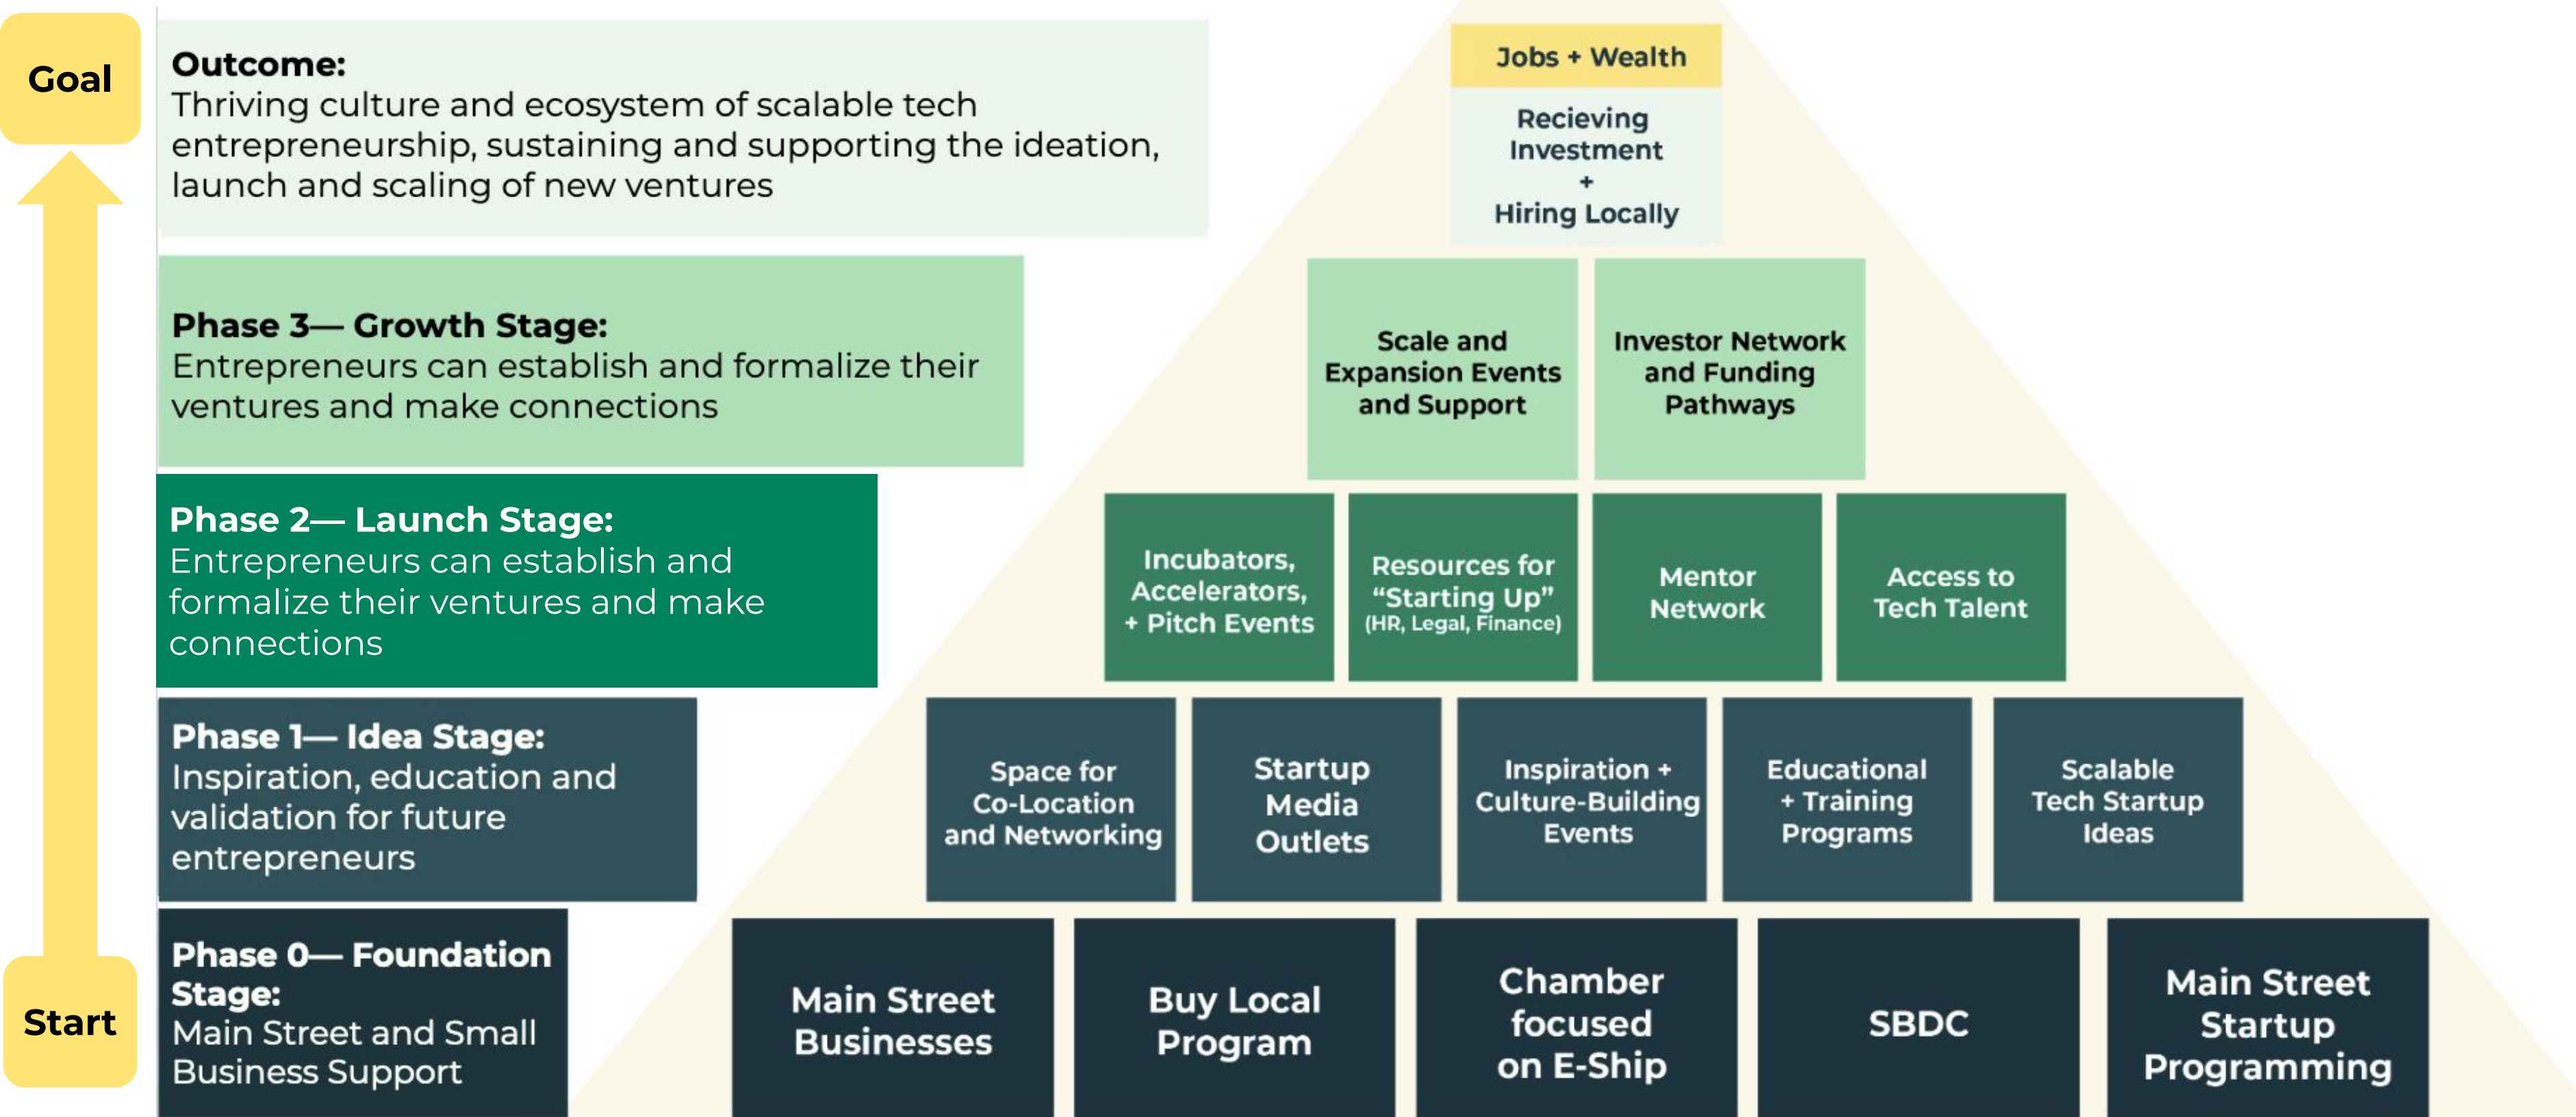 Goal
Outcome:
Thriving culture and ecosystem of scalable tech
entrepreneurship, sustaining and supporting the ideation,
launch and scaling of new ventures
Jobs + Wealth
Recieving
Investment
+
Hiring Locally
Phase 3— Growth Stage:
Entrepreneurs can establish and formalize their
ventures and make connections
Scale and
Expansion Events
and Support
Investor Network
and Funding
Pathways
Phase 2— Launch Stage:
Entrepreneurs can establish and
formalize their ventures and make
connections
Incubators,
Accelerators,
+ Pitch Events
Resources for
“Starting Up”
(HR, Legal, Finance)
Mentor
Network
Access to
Tech Talent
Phase 1— Idea Stage:
Inspiration, education and
validation for future
entrepreneurs
Space for
Co-Location
and Networking
Startup
Media
Outlets
Inspiration +
Culture-Building
Events
Educational
+ Training
Programs
Scalable
Tech Startup
Ideas
Start
Phase 0— Foundation
Stage:
Main Street and Small
Business Support
Main Street
Businesses
Buy Local
Program
Chamber
focused
on E-Ship
SBDC
Main Street
Startup
Programming